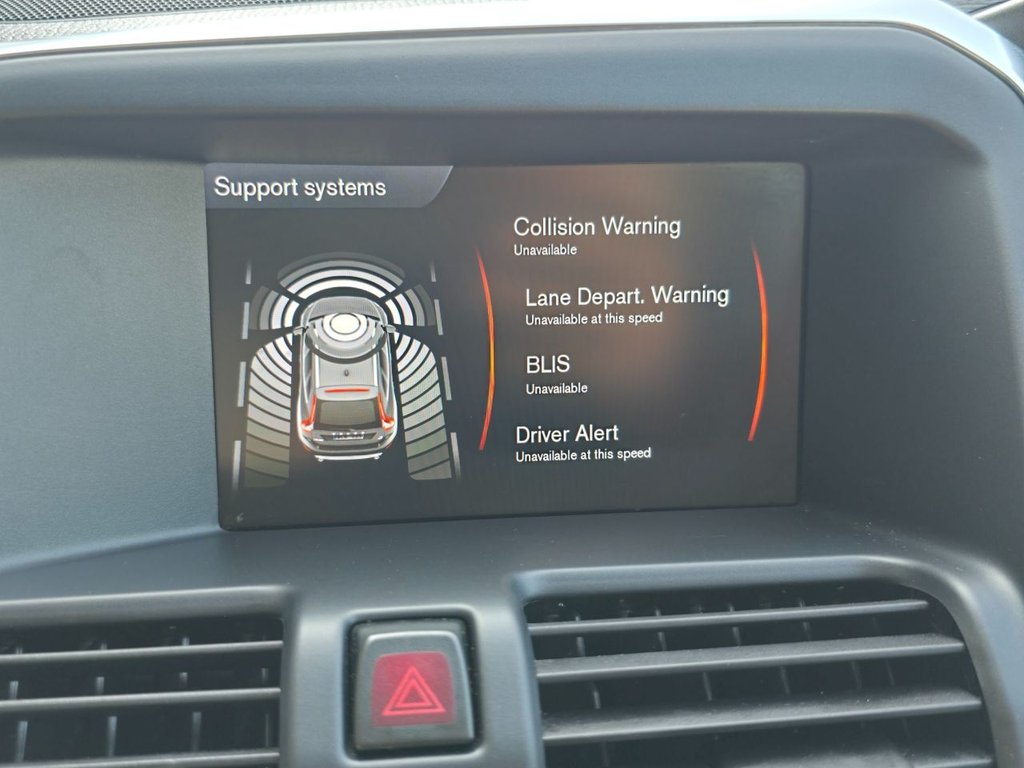 Support systems
Collision Warning
Unavailable
Lane Depart. Warning
Unavailable at this speed
BLIS
Unavailable
Driver Alert
Unavailable at this speed